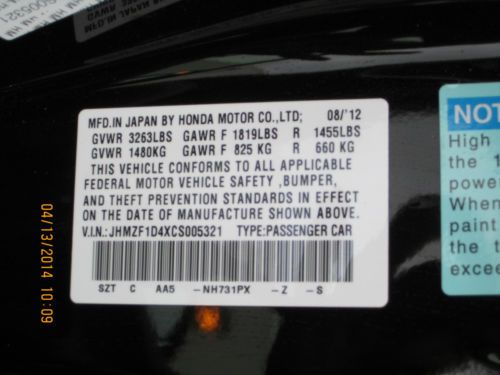 MFD.IN JAPAN BY HONDA MOTOR CO.,LTD; 08/'12
GVWR 3263LBS GAWR F 1819LBS R 1455LBS
GVWR 1480KG GAWR F 825 KG R 660 KG
THIS VEHICLE CONFORMS TO ALL APPLICABLE
FEDERAL MOTOR VEHICLE SAFETY ,BUMPER,
AND THEFT PREVENTION STANDARDS IN EFFECT
ON THE DATE OF MANUFACTURE SHOWN ABOVE.
V.I.N.:JHMZF1D4XCS005321 TYPE:PASSENGER CAR
SZT C AA5 -NH731PX -Z -S
High
the
power
When
paint
the t
exceed
04/13/2014 10:09